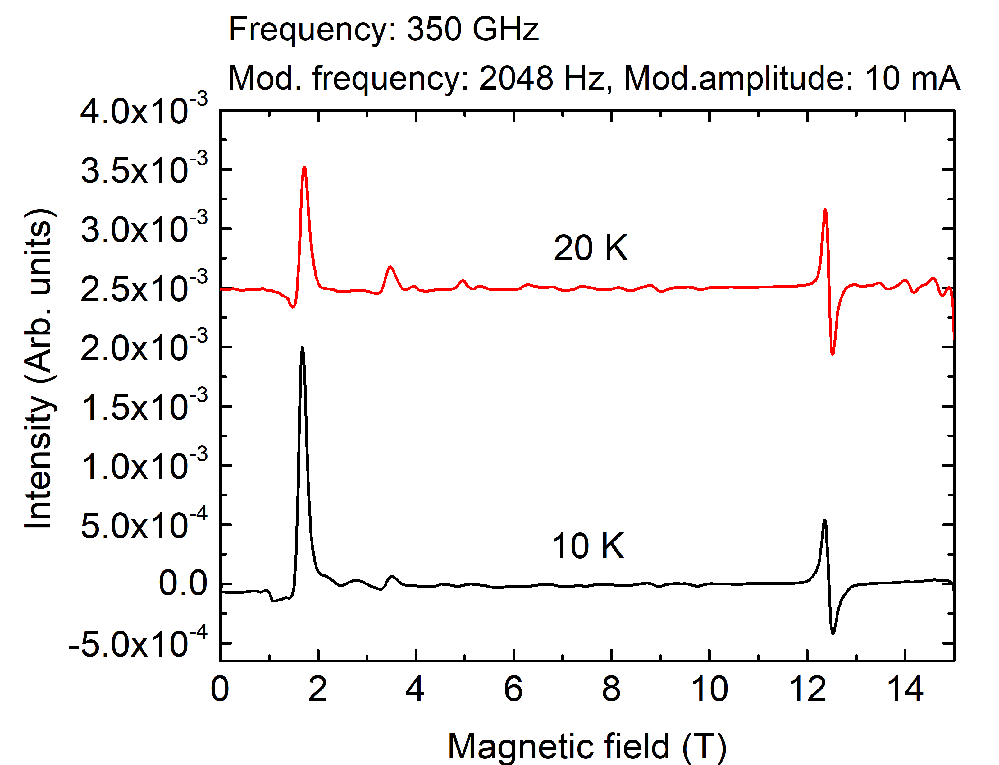 Frequency: 350 GHz
Mod. frequency: 2048 Hz, Mod.amplitude: 10 mA
4.0x10⁻³
3.5x10⁻³
3.0x10⁻³
2.5x10⁻³
2.0x10⁻³
1.5x10⁻³
1.0x10⁻³
5.0x10⁻⁴
0.0
-5.0x10⁻⁴
Intensity (Arb. units)
20 K
10 K
0 2 4 6 8 10 12 14
Magnetic field (T)